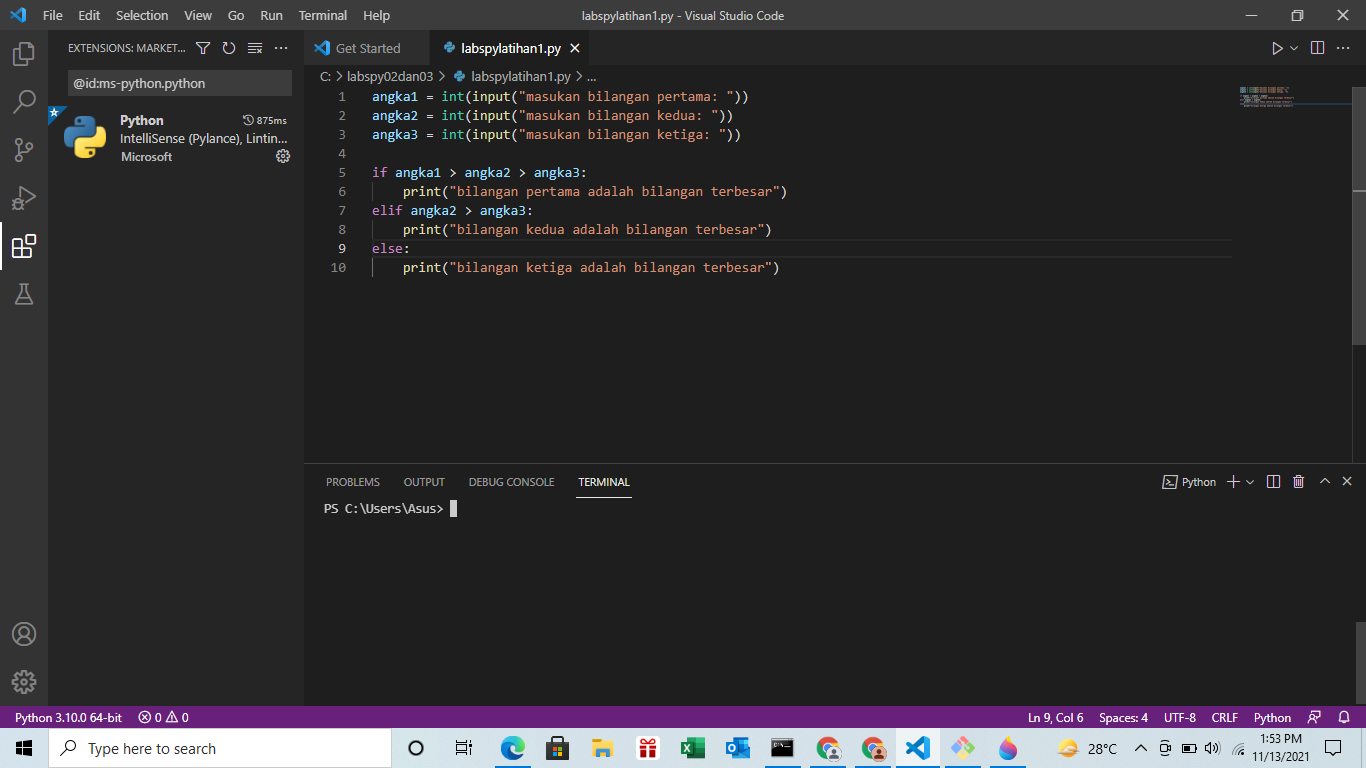 File Edit Selection View Go Run Terminal Help labspylatihan1.py - Visual Studio Code
EXTENSIONS: MARKET...
@id:ms-python.python
Python 875ms
IntelliSense (Pylance), Lintin...
Microsoft
Get Started labspylatihan1.py
C: > labspy02dan03 > labspylatihan1.py > ...
1 angka1 = int(input("masukan bilangan pertama: "))
2 angka2 = int(input("masukan bilangan kedua: "))
3 angka3 = int(input("masukan bilangan ketiga: "))
4
5 if angka1 > angka2 > angka3:
6     print("bilangan pertama adalah bilangan terbesar")
7 elif angka2 > angka3:
8     print("bilangan kedua adalah bilangan terbesar")
9 else:
10     print("bilangan ketiga adalah bilangan terbesar")
PROBLEMS OUTPUT DEBUG CONSOLE TERMINAL Python
PS C:\Users\Asus>
Python 3.10.0 64-bit 0 0 Ln 9, Col 6 Spaces: 4 UTF-8 CRLF Python
Type here to search 28°C 1:53 PM
11/13/2021